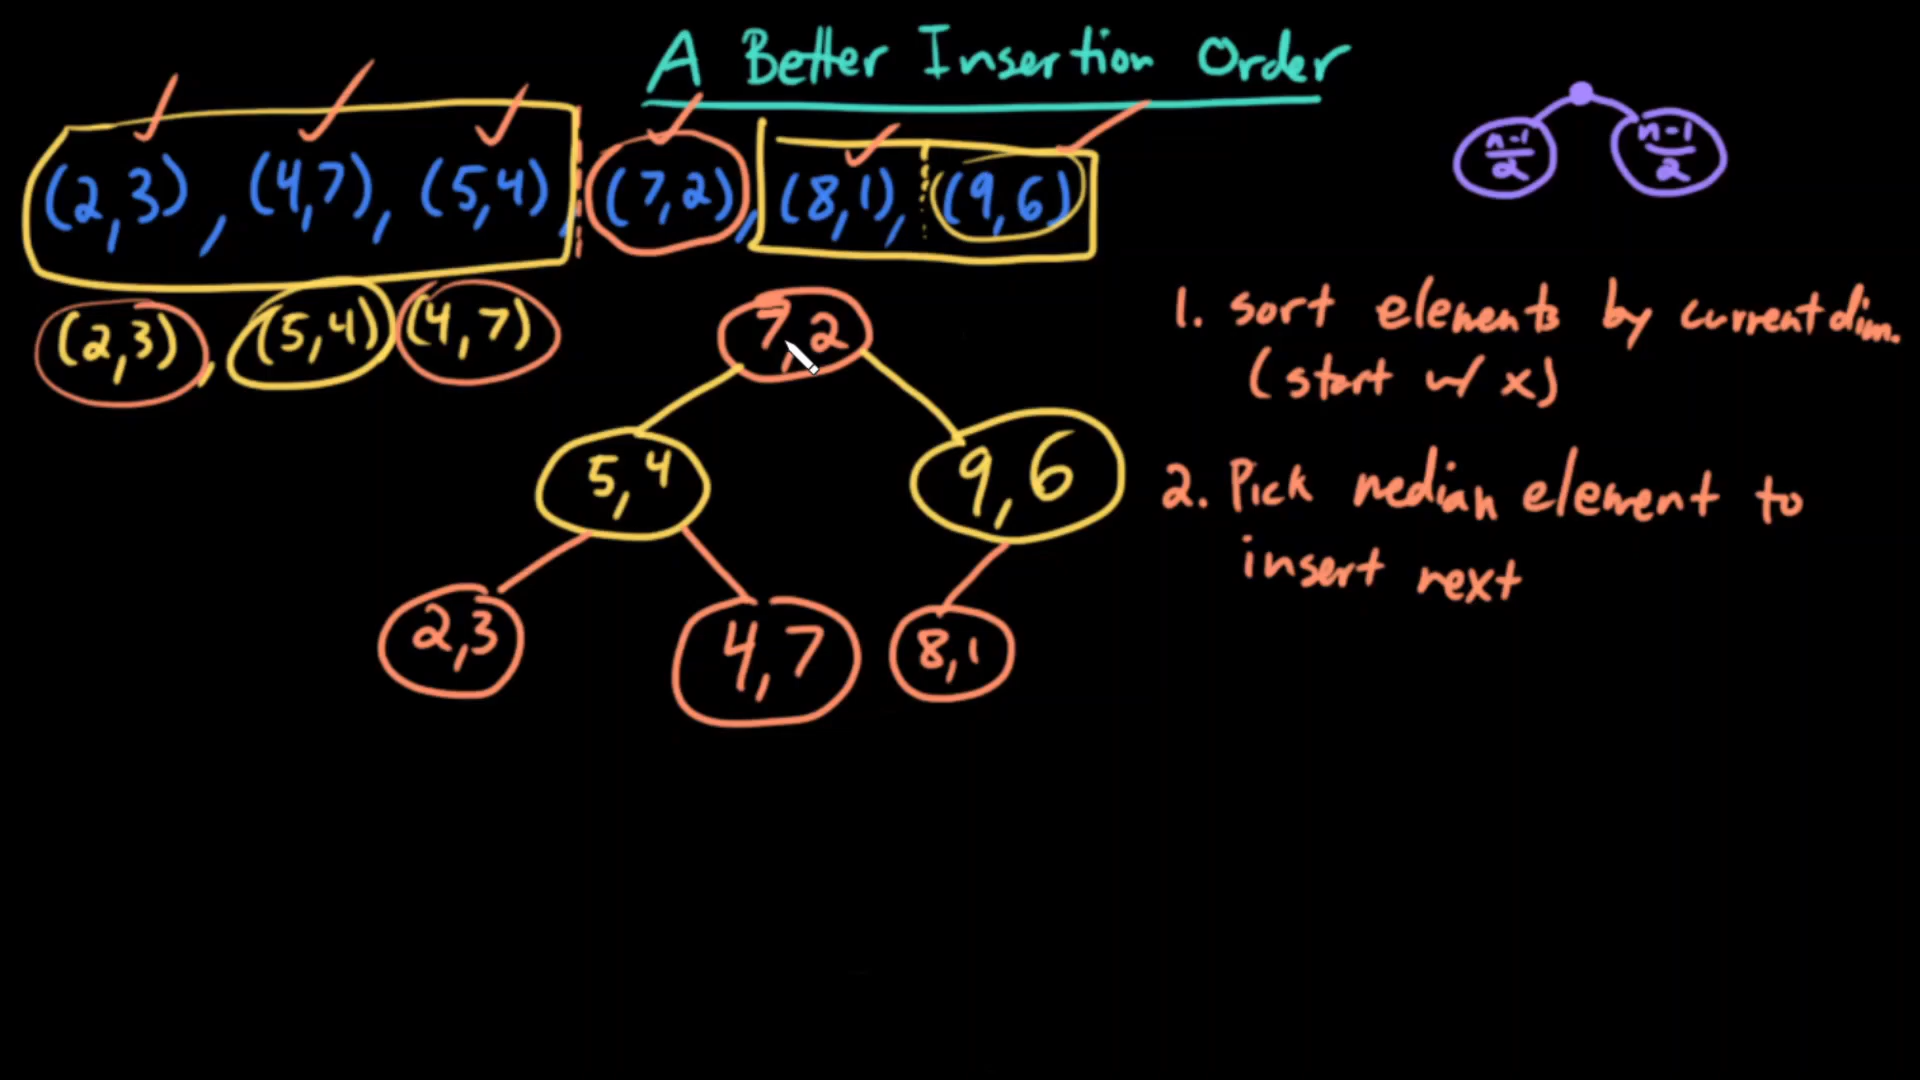 A Better Insertion Order
(2,3), (4,7), (5,4), (7,2), (8,1), (9,6)
n-1
2
n-1
2
(2,3), (5,4) (4,7)
7,2
5,4
9,6
2,3
4,7
8,1
1. sort elements by current dim.
(start w/ x)
2. Pick median element to
insert next